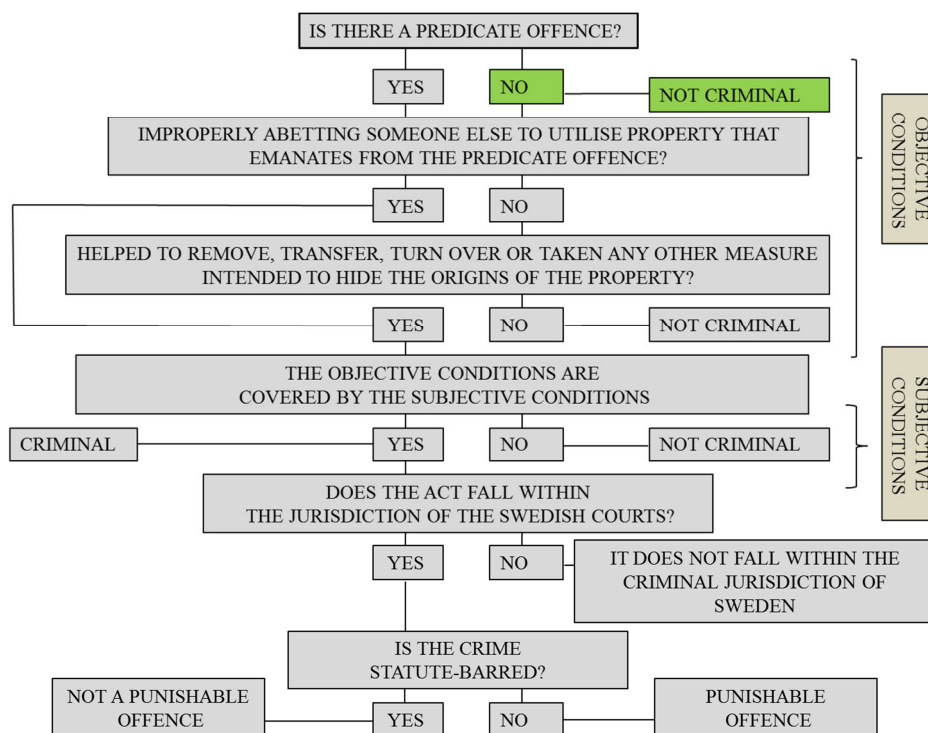 IS THERE A PREDICATE OFFENCE?
YES
NO
NOT CRIMINAL
IMPROPERLY ABETTING SOMEONE ELSE TO UTILISE PROPERTY THAT
EMANATES FROM THE PREDICATE OFFENCE?
OBJECTIVE
CONDITIONS
YES
NO
HELPED TO REMOVE, TRANSFER, TURN OVER OR TAKEN ANY OTHER MEASURE
INTENDED TO HIDE THE ORIGINS OF THE PROPERTY?
YES
NO
NOT CRIMINAL
THE OBJECTIVE CONDITIONS ARE
COVERED BY THE SUBJECTIVE CONDITIONS
SUBJECTIVE
CONDITIONS
CRIMINAL
YES
NO
NOT CRIMINAL
DOES THE ACT FALL WITHIN
THE JURISDICTION OF THE SWEDISH COURTS?
YES
NO
IT DOES NOT FALL WITHIN THE
CRIMINAL JURISDICTION OF
SWEDEN
IS THE CRIME
STATUTE-BARRED?
NOT A PUNISHABLE
OFFENCE
YES
NO
PUNISHABLE
OFFENCE